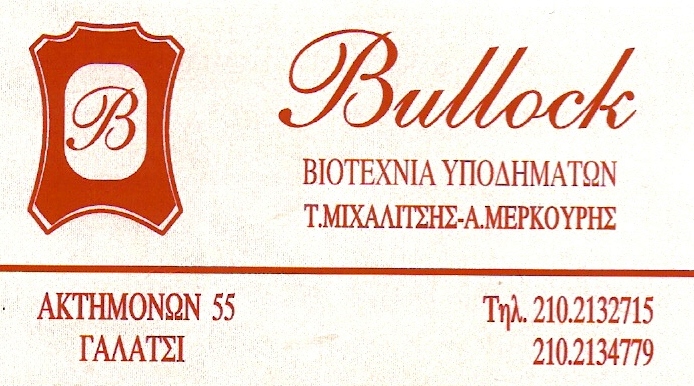 B
Bullock
ΒΙΟΤΕΧΝΙΑ ΥΠΟΔΗΜΑΤΩΝ
Τ.ΜΙΧΑΛΙΤΣΗΣ-Α.ΜΕΡΚΟΥΡΗΣ
ΑΚΤΗΜΟΝΩΝ 55
ΓΑΛΑΤΣΙ
Τηλ. 210.2132715
210.2134779